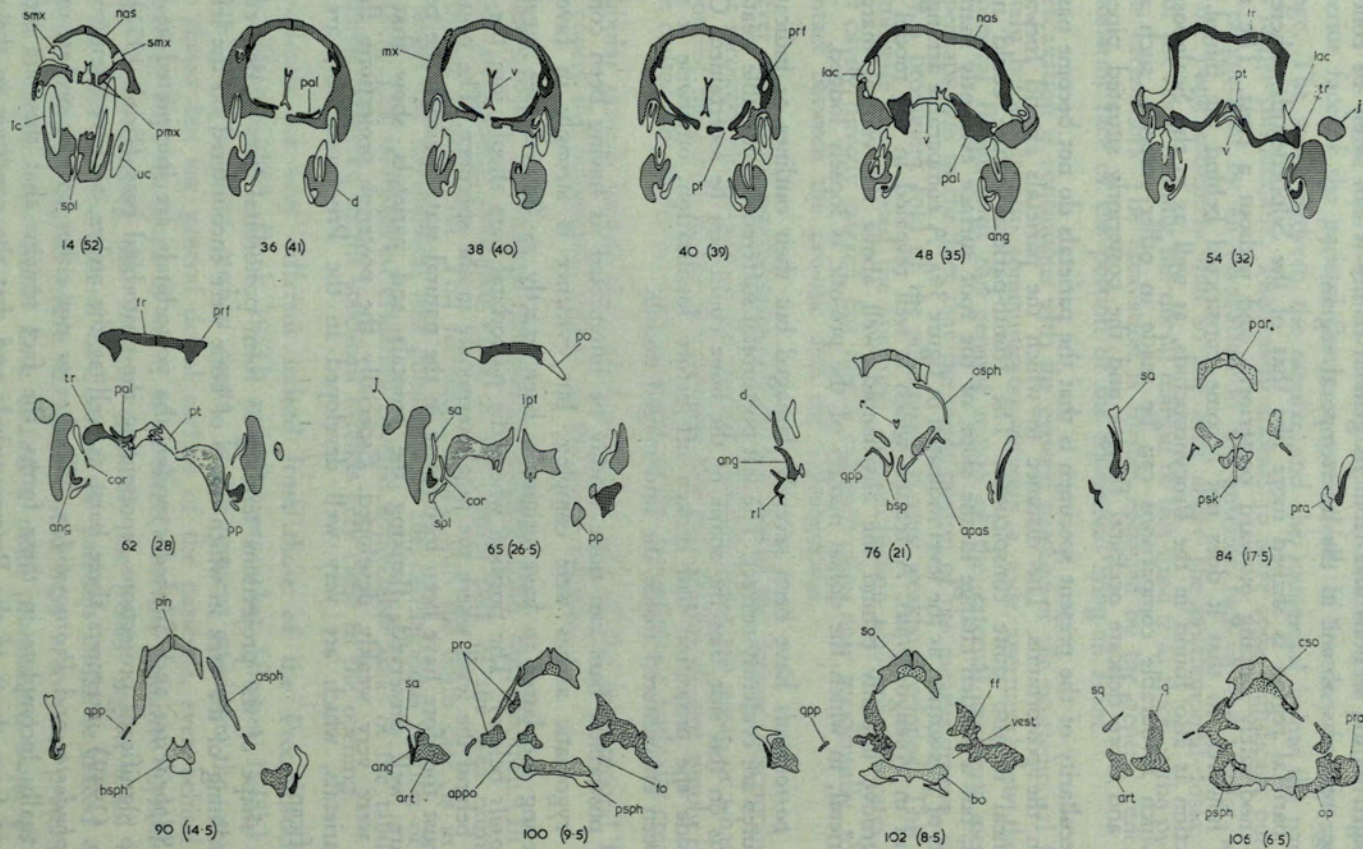 smx
nas
smx
lc
pmx
uc
spl
14 (52)
pal
d
36 (41)
mx
v
38 (40)
prf
pt
40 (39)
nas
lac
v
pal
ang
48 (35)
fr
lac
pt
tr
J
v
54 (32)
fr
prf
tr
pal
pt
cor
ang
pp
62 (28)
po
J
sa
ipt
cor
spl
pp
65 (26·5)
osph
d
r
ang
qpp
bsp
apas
rl
76 (21)
par
sa
psk
pra
84 (17·5)
pin
asph
qpp
bsph
90 (14·5)
pro
sa
ang
art
appo
psph
fo
100 (9·5)
so
ff
qpp
vest
bo
102 (8·5)
cso
sq
q
pro
art
psph
op
106 (6·5)